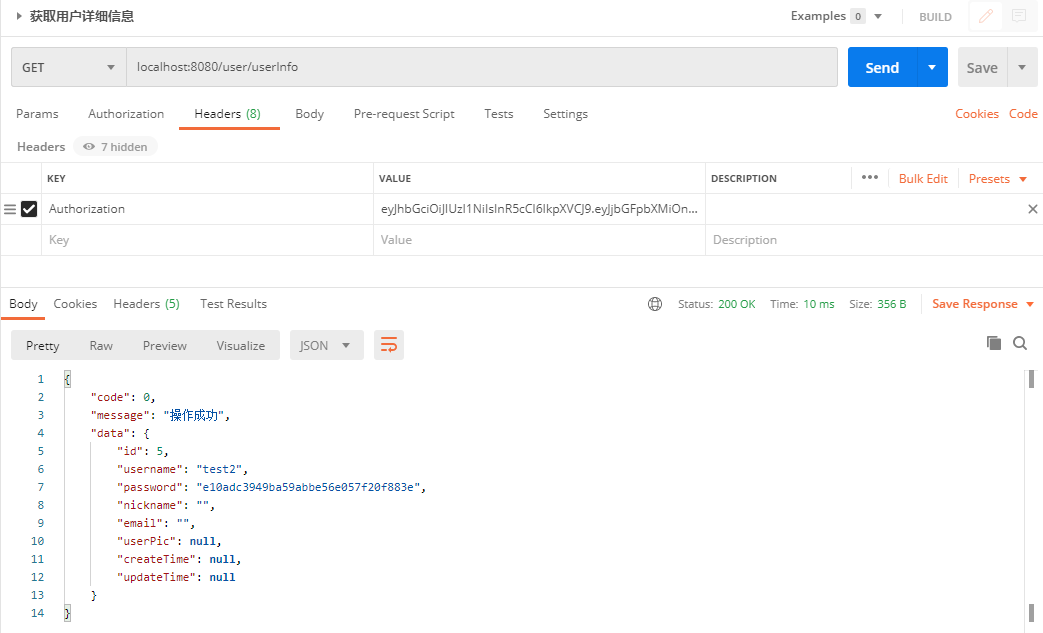 获取用户详细信息 Examples 0 BUILD
GET localhost:8080/user/userInfo Send Save
Params Authorization Headers (8) Body Pre-request Script Tests Settings Cookies Code
Headers 7 hidden
KEY VALUE DESCRIPTION ••• Bulk Edit Presets
Authorization eyJhbGciOiJIUzI1NiIsInR5cCI6IkpXVCJ9.eyJjbGFpbXMiOn...
Key Value Description
Body Cookies Headers (5) Test Results Status: 200 OK Time: 10 ms Size: 356 B Save Response
Pretty Raw Preview Visualize JSON
1 {
2 "code": 0,
3 "message": "操作成功",
4 "data": {
5 "id": 5,
6 "username": "test2",
7 "password": "e10adc3949ba59abbe56e057f20f883e",
8 "nickname": "",
9 "email": "",
10 "userPic": null,
11 "createTime": null,
12 "updateTime": null
13 }
14 }